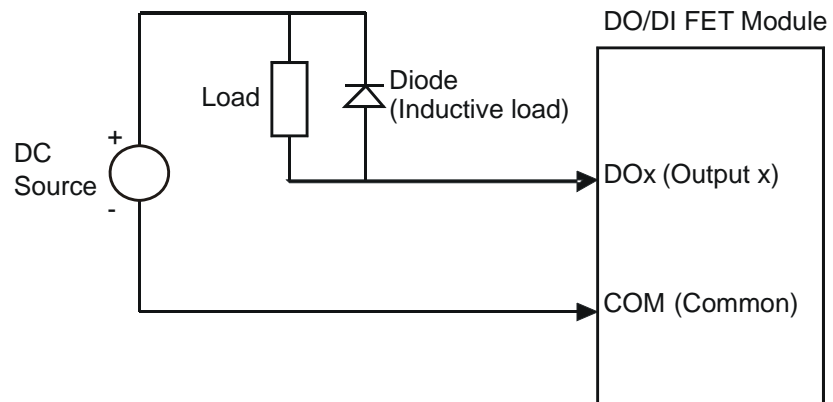 DO/DI FET Module
Diode
(Inductive load)
Load
+
DC
Source
-
DOx (Output x)
COM (Common)